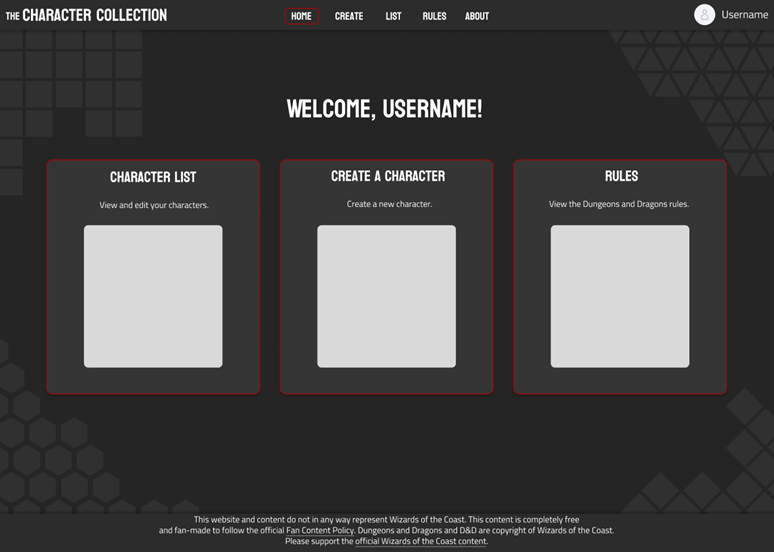 THE CHARACTER COLLECTION HOME CREATE LIST RULES ABOUT Username
WELCOME, USERNAME!
CHARACTER LIST
View and edit your characters.
CREATE A CHARACTER
Create a new character.
RULES
View the Dungeons and Dragons rules.
This website and content do not in any way represent Wizards of the Coast. This content is completely free
and fan-made to follow the official Fan Content Policy. Dungeons and Dragons and D&D are copyright of Wizards of the Coast.
Please support the official Wizards of the Coast content.